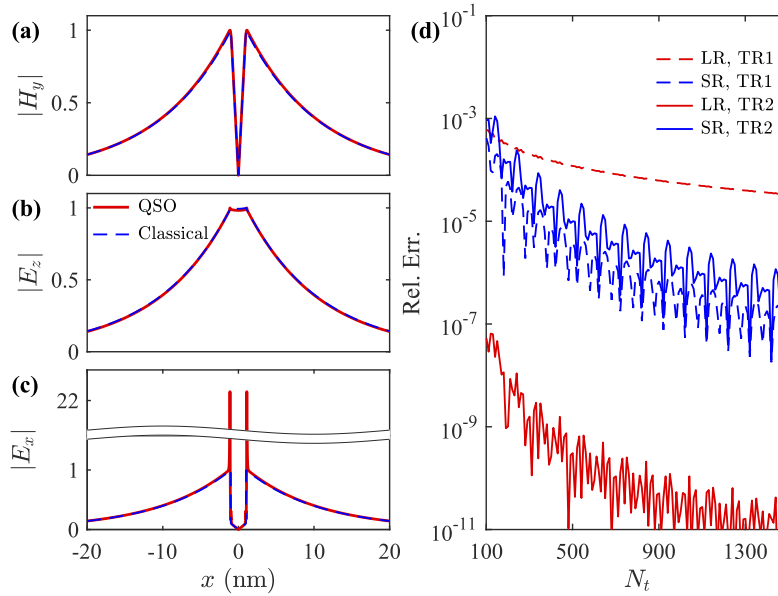 (a)
|H_y|
1
0.5
0
(b)
|E_z|
1
0.5
0
QSO
Classical
(c)
|E_x|
22
1
0
-20 -10 0 10 20
x (nm)
(d)
Rel. Err.
10^-1
10^-3
10^-5
10^-7
10^-9
10^-11
LR, TR1
SR, TR1
LR, TR2
SR, TR2
100 500 900 1300
N_t